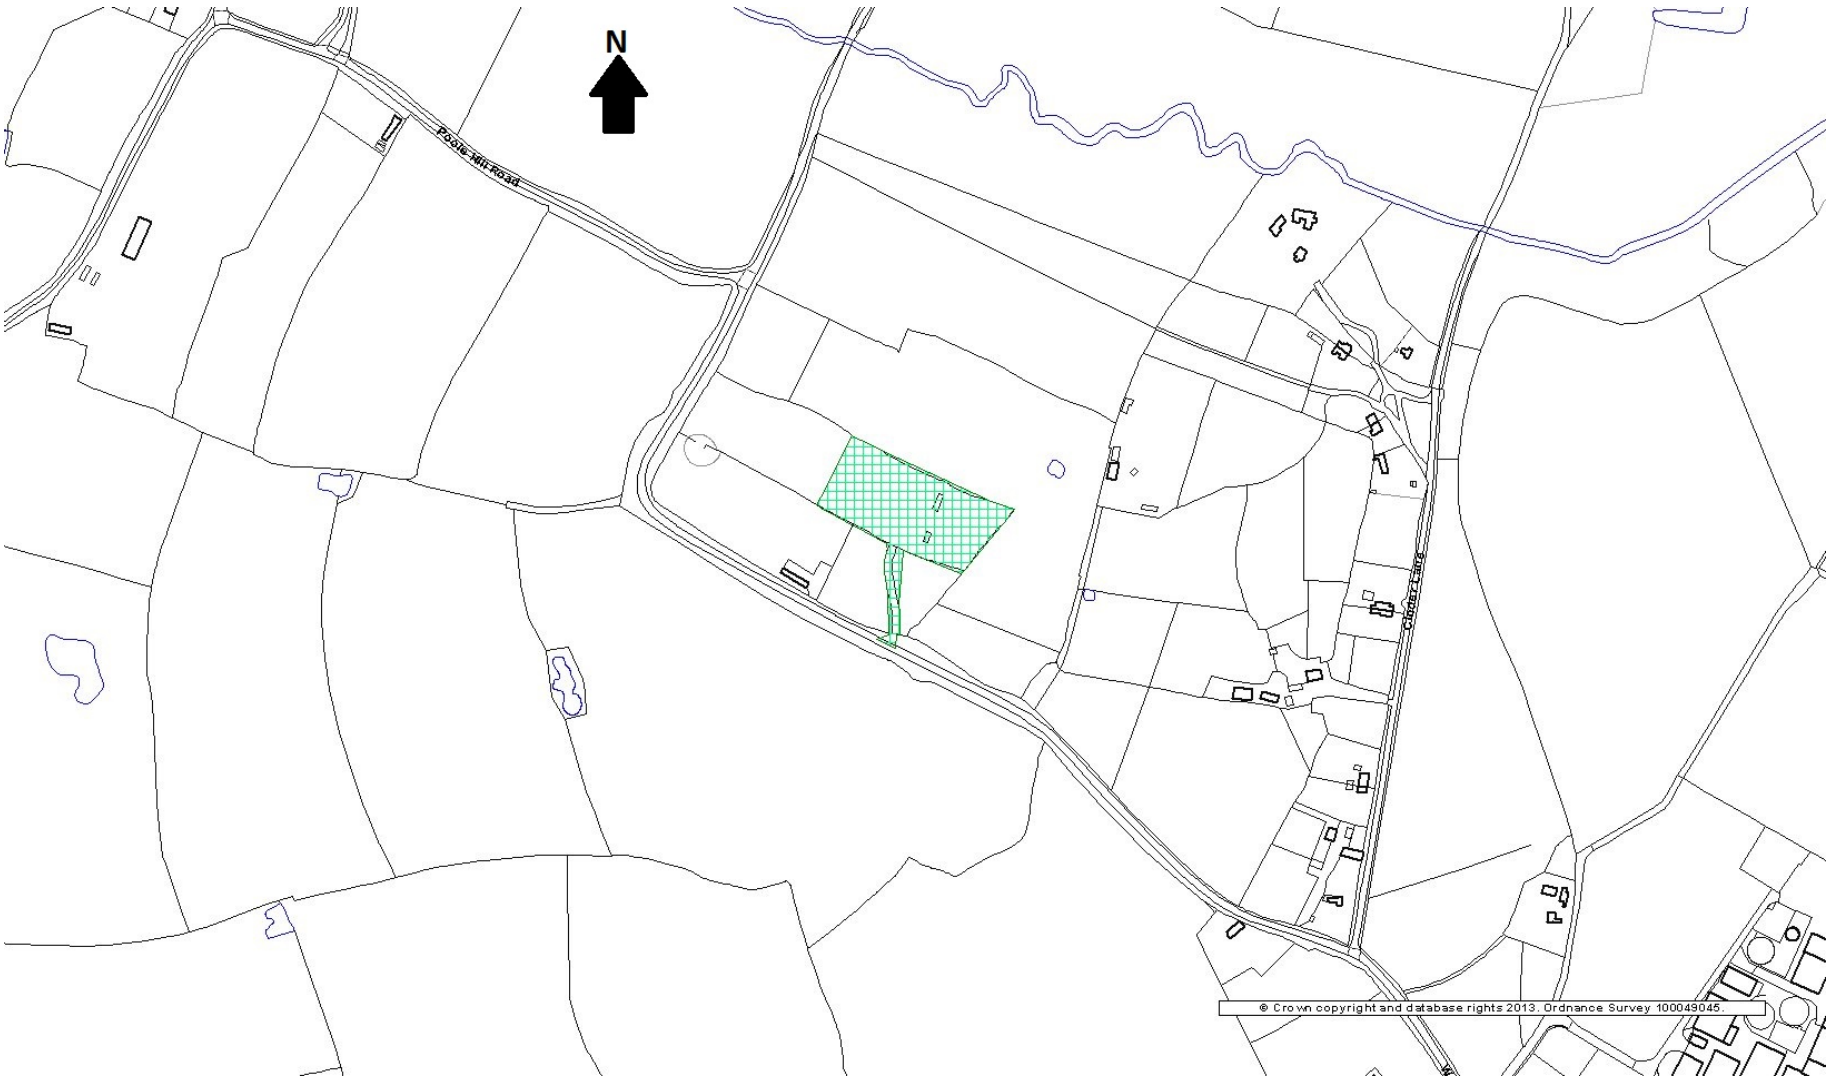 N
Poole Hill Road
Cinder Lane
© Crown copyright and database rights 2013. Ordnance Survey 100049045.
W